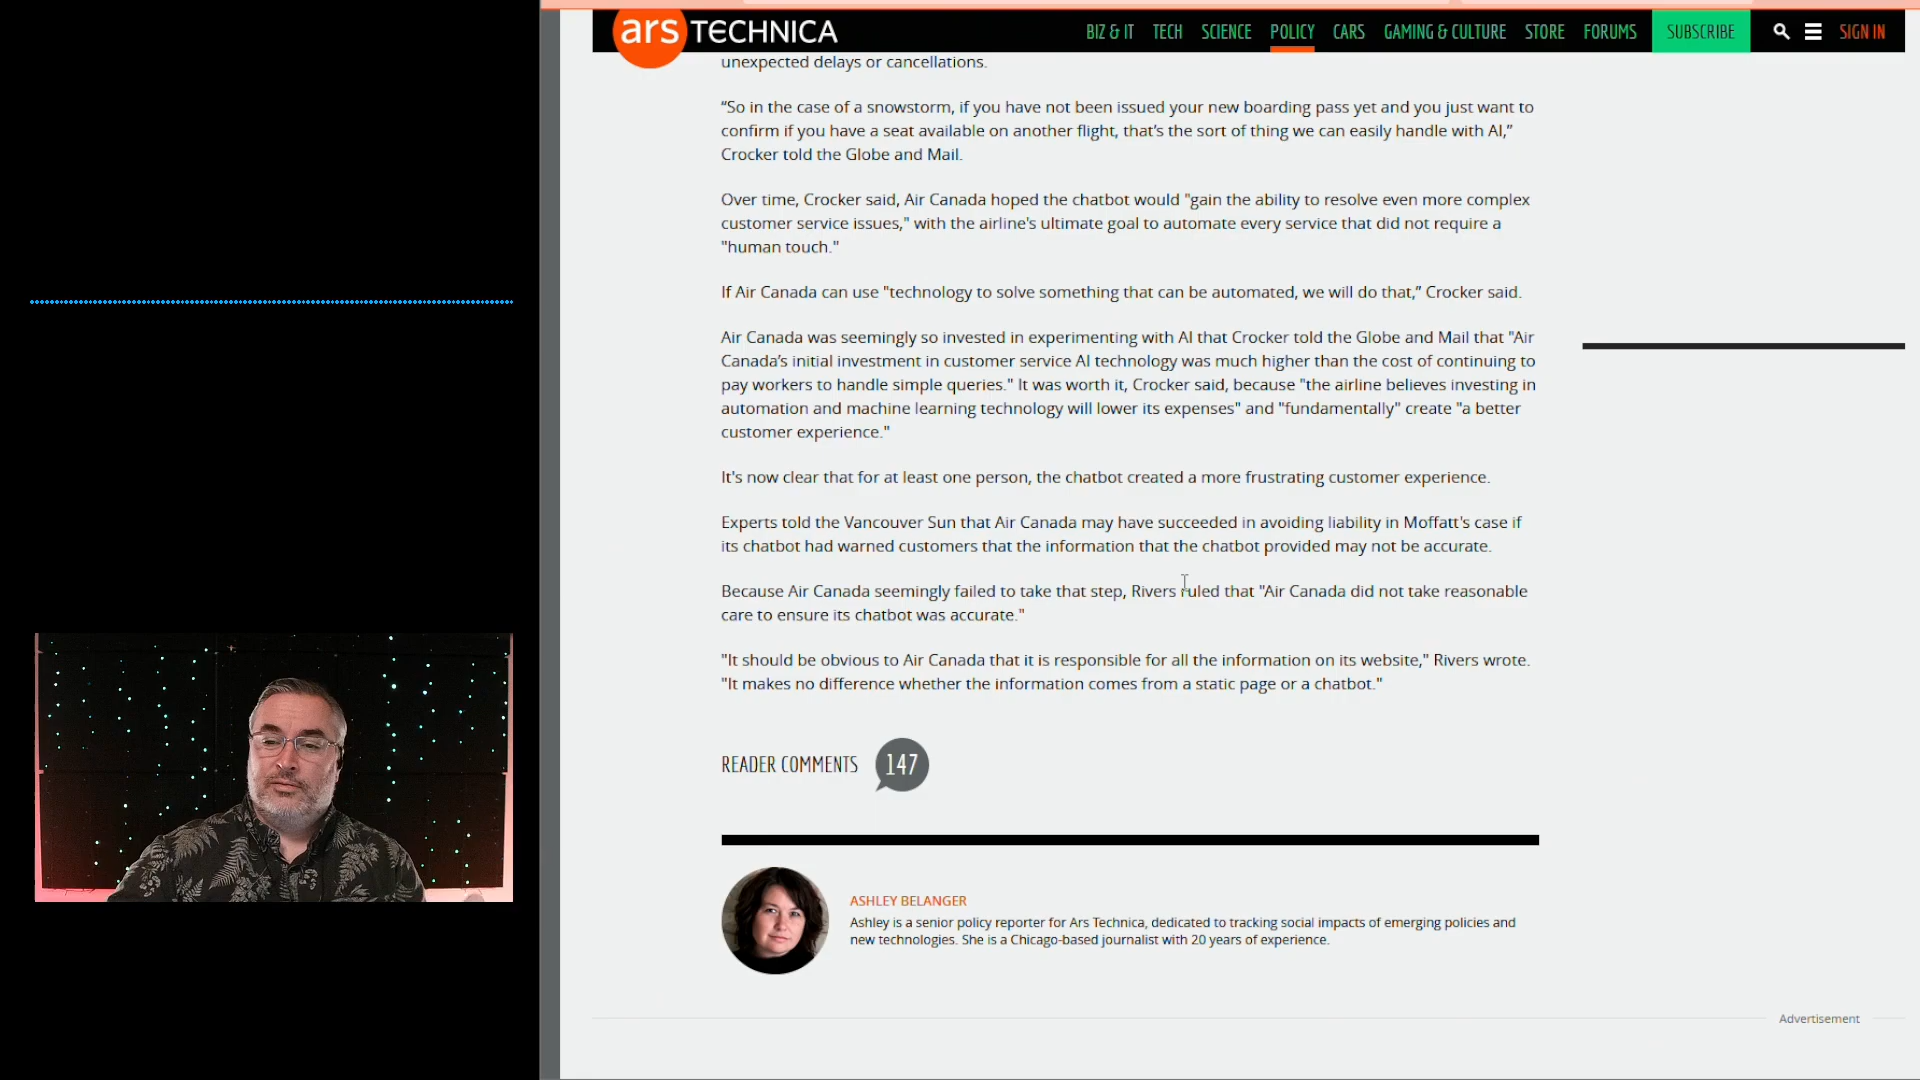 ars TECHNICA
BIZ & IT TECH SCIENCE POLICY CARS GAMING & CULTURE STORE FORUMS SUBSCRIBE SIGN IN
unexpected delays or cancellations.
“So in the case of a snowstorm, if you have not been issued your new boarding pass yet and you just want to
confirm if you have a seat available on another flight, that’s the sort of thing we can easily handle with AI,”
Crocker told the Globe and Mail.
Over time, Crocker said, Air Canada hoped the chatbot would "gain the ability to resolve even more complex
customer service issues," with the airline's ultimate goal to automate every service that did not require a
"human touch."
If Air Canada can use "technology to solve something that can be automated, we will do that,” Crocker said.
Air Canada was seemingly so invested in experimenting with AI that Crocker told the Globe and Mail that "Air
Canada’s initial investment in customer service AI technology was much higher than the cost of continuing to
pay workers to handle simple queries." It was worth it, Crocker said, because "the airline believes investing in
automation and machine learning technology will lower its expenses" and "fundamentally" create "a better
customer experience."
It's now clear that for at least one person, the chatbot created a more frustrating customer experience.
Experts told the Vancouver Sun that Air Canada may have succeeded in avoiding liability in Moffatt's case if
its chatbot had warned customers that the information that the chatbot provided may not be accurate.
Because Air Canada seemingly failed to take that step, Rivers ruled that "Air Canada did not take reasonable
care to ensure its chatbot was accurate."
"It should be obvious to Air Canada that it is responsible for all the information on its website," Rivers wrote.
"It makes no difference whether the information comes from a static page or a chatbot."
READER COMMENTS 147
ASHLEY BELANGER
Ashley is a senior policy reporter for Ars Technica, dedicated to tracking social impacts of emerging policies and
new technologies. She is a Chicago-based journalist with 20 years of experience.
Advertisement